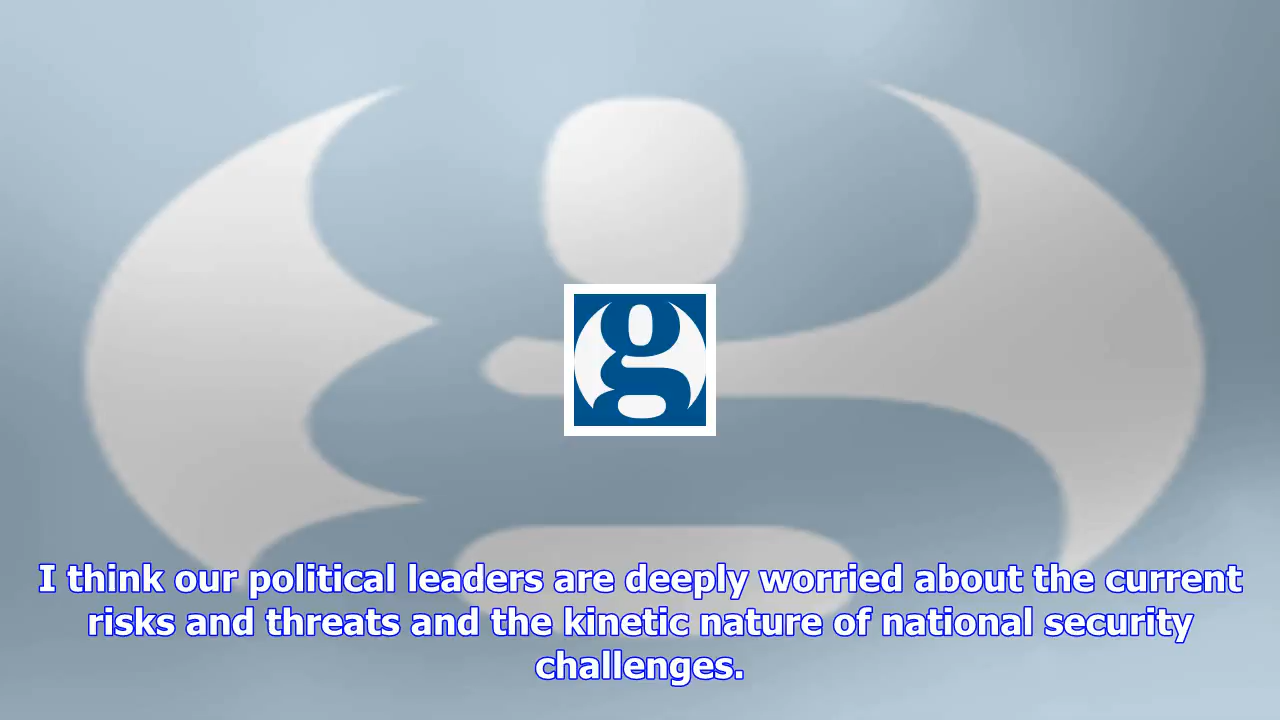 g
I think our political leaders are deeply worried about the current
risks and threats and the kinetic nature of national security
challenges.